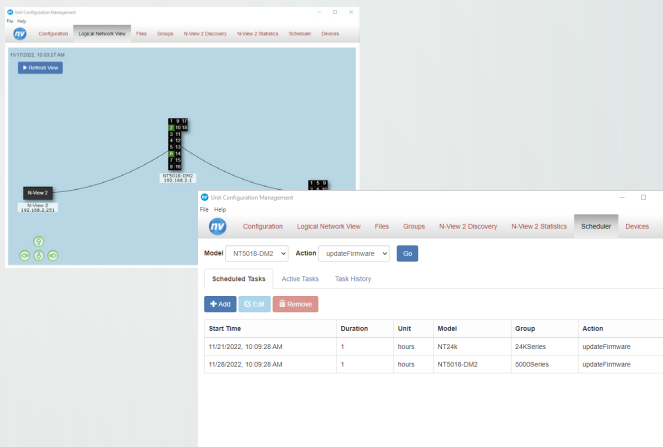 Unit Configuration Management
File Help
nv Configuration Logical Network View Files Groups N-View 2 Discovery N-View 2 Statistics Scheduler Devices
11/17/2022, 10:03:27 AM
Refresh View
1 9 17
2 10 18
3 11
4 12
5 13
6 14
7 15
8 16
NT5018-DM2
192.168.2.1
N-View 2
N-View 2
192.168.2.251
1 5 9
Unit Configuration Management
File Help
nv Configuration Logical Network View Files Groups N-View 2 Discovery N-View 2 Statistics Scheduler Devices
Model NT5018-DM2 Action updateFirmware Go
Scheduled Tasks Active Tasks Task History
Add Edit Remove
Start Time Duration Unit Model Group Action
11/21/2022, 10:09:28 AM 1 hours NT24k 24KSeries updateFirmware
11/28/2022, 10:09:28 AM 1 hours NT5018-DM2 5000Series updateFirmware